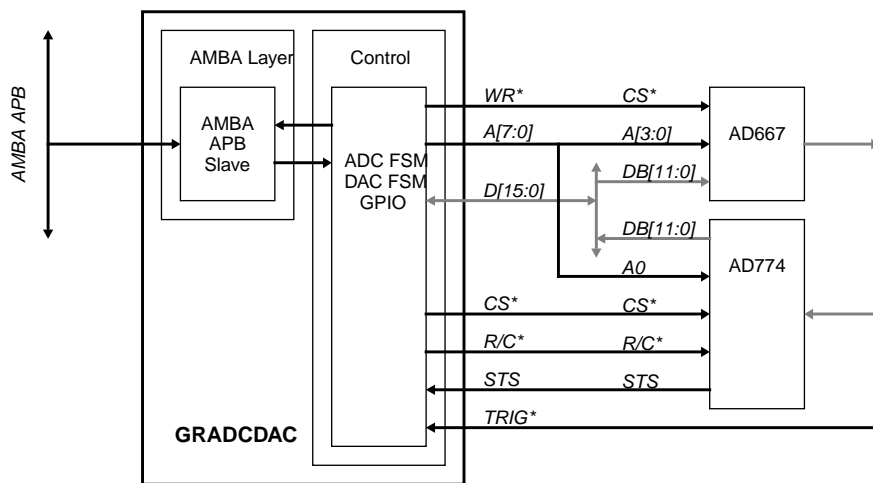 AMBA APB
AMBA Layer
Control
AMBA
APB
Slave
ADC FSM
DAC FSM
GPIO
GRADCDAC
WR*
CS*
A[7:0]
A[3:0]
DB[11:0]
D[15:0]
DB[11:0]
A0
CS*
CS*
R/C*
R/C*
STS
STS
TRIG*
AD667
AD774